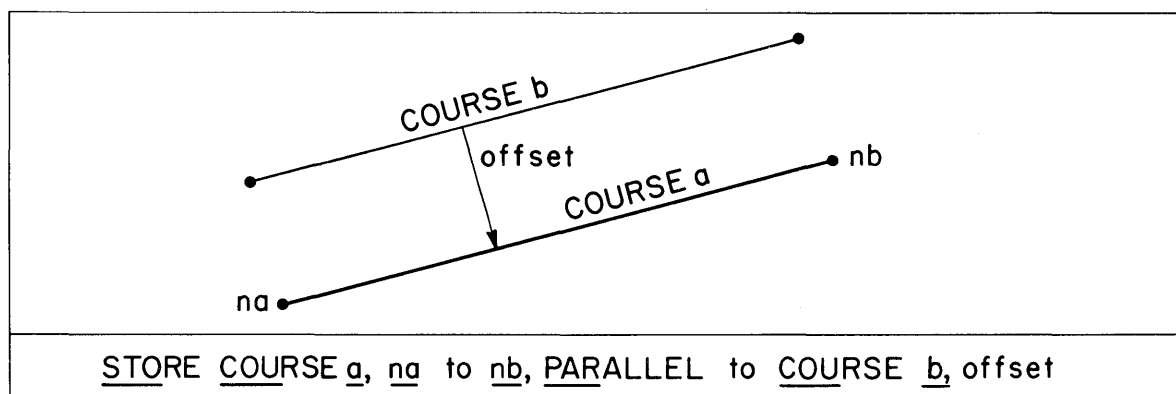 COURSE b
offset
COURSE a
nb
na
STORE COURSE a, na to nb, PARALLEL to COURSE b, offset